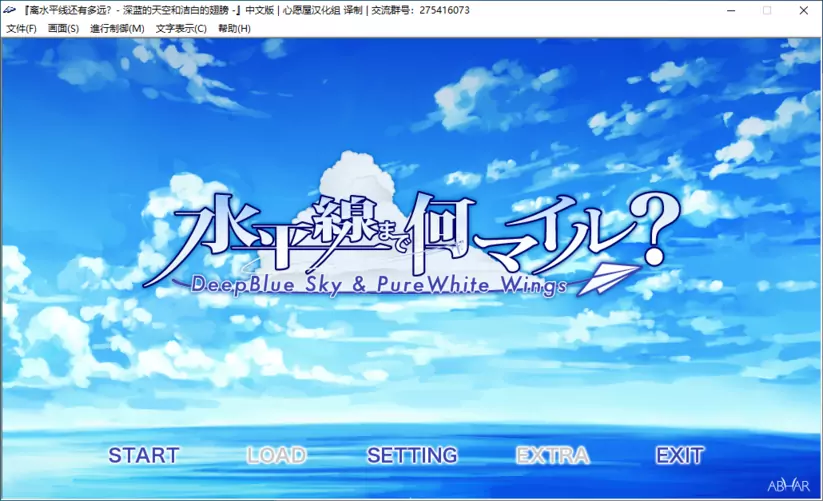 『离水平线还有多远？- 深蓝的天空和洁白的翅膀 -』中文版 | 心愿屋汉化组 译制 | 交流群号：275416073
文件(F) 画面(S) 進行制御(M) 文字表示(C) 帮助(H)
水平線まで何マイル？
DeepBlue Sky & PureWhite Wings
START LOAD SETTING EXTRA EXIT
ABHAR